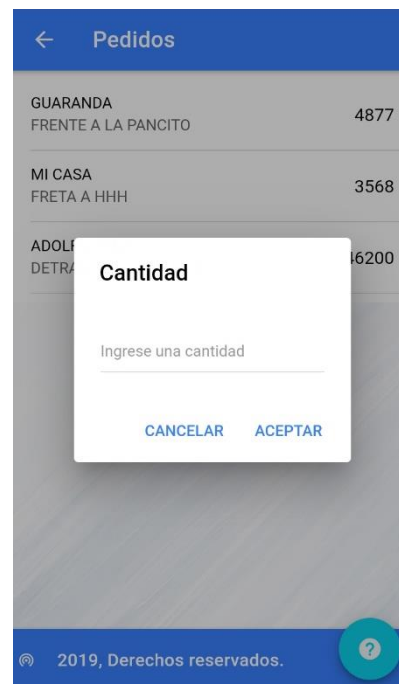 Pedidos
GUARANDA
FRENTE A LA PANCITO
4877
MI CASA
FRETA A HHH
3568
Cantidad
Ingrese una cantidad
CANCELAR ACEPTAR
2019, Derechos reservados.
?